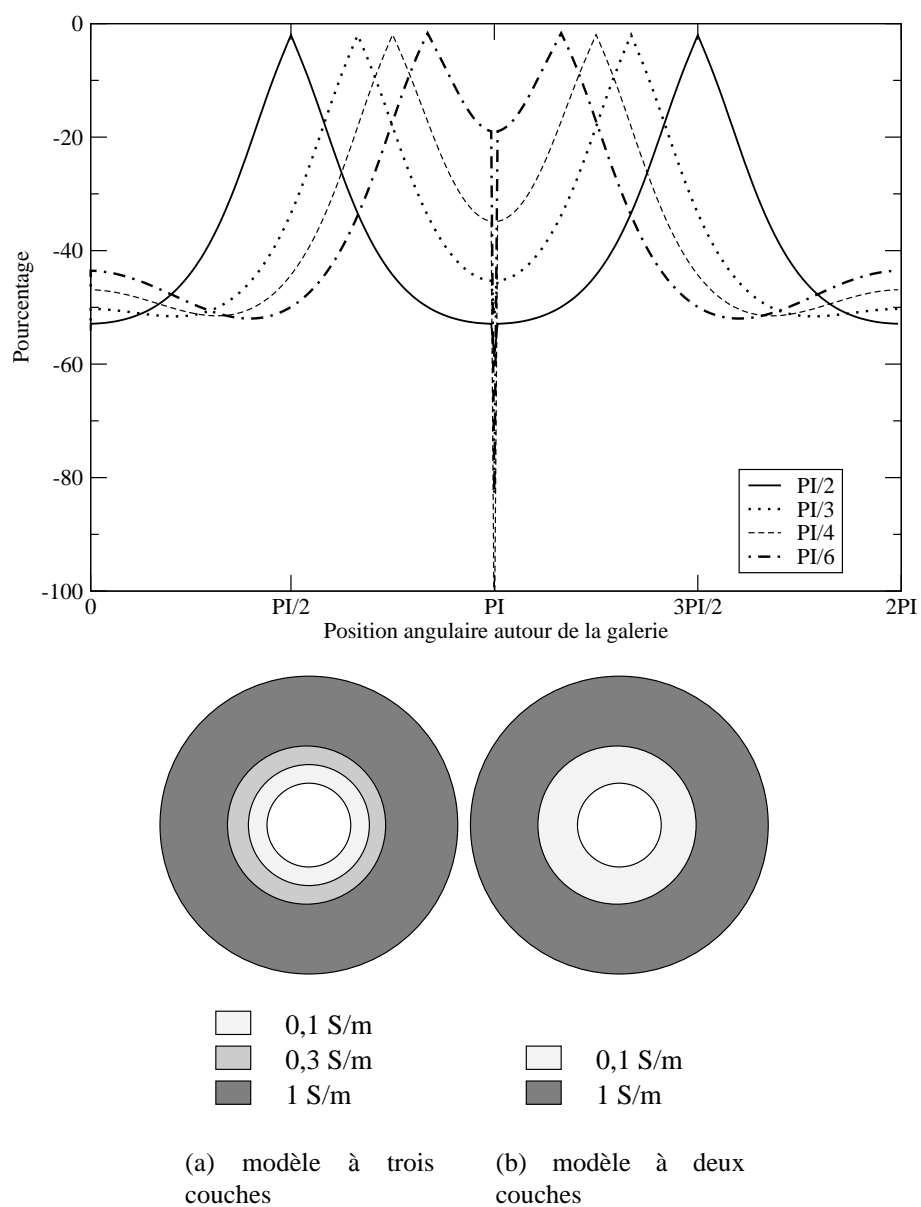 0
-20
-40
-60
-80
-100
Pourcentage
0 PI/2 PI 3PI/2 2PI
Position angulaire autour de la galerie
PI/2
PI/3
PI/4
PI/6
0,1 S/m
0,3 S/m
1 S/m
0,1 S/m
1 S/m
(a) modèle à trois
couches
(b) modèle à deux
couches